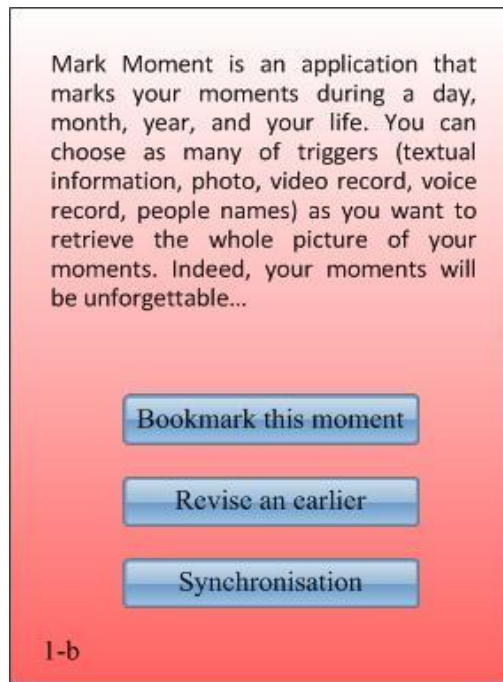 Mark Moment is an application that
marks your moments during a day,
month, year, and your life. You can
choose as many of triggers (textual
information, photo, video record, voice
record, people names) as you want to
retrieve the whole picture of your
moments. Indeed, your moments will
be unforgettable…
Bookmark this moment
Revise an earlier
Synchronisation
1-b